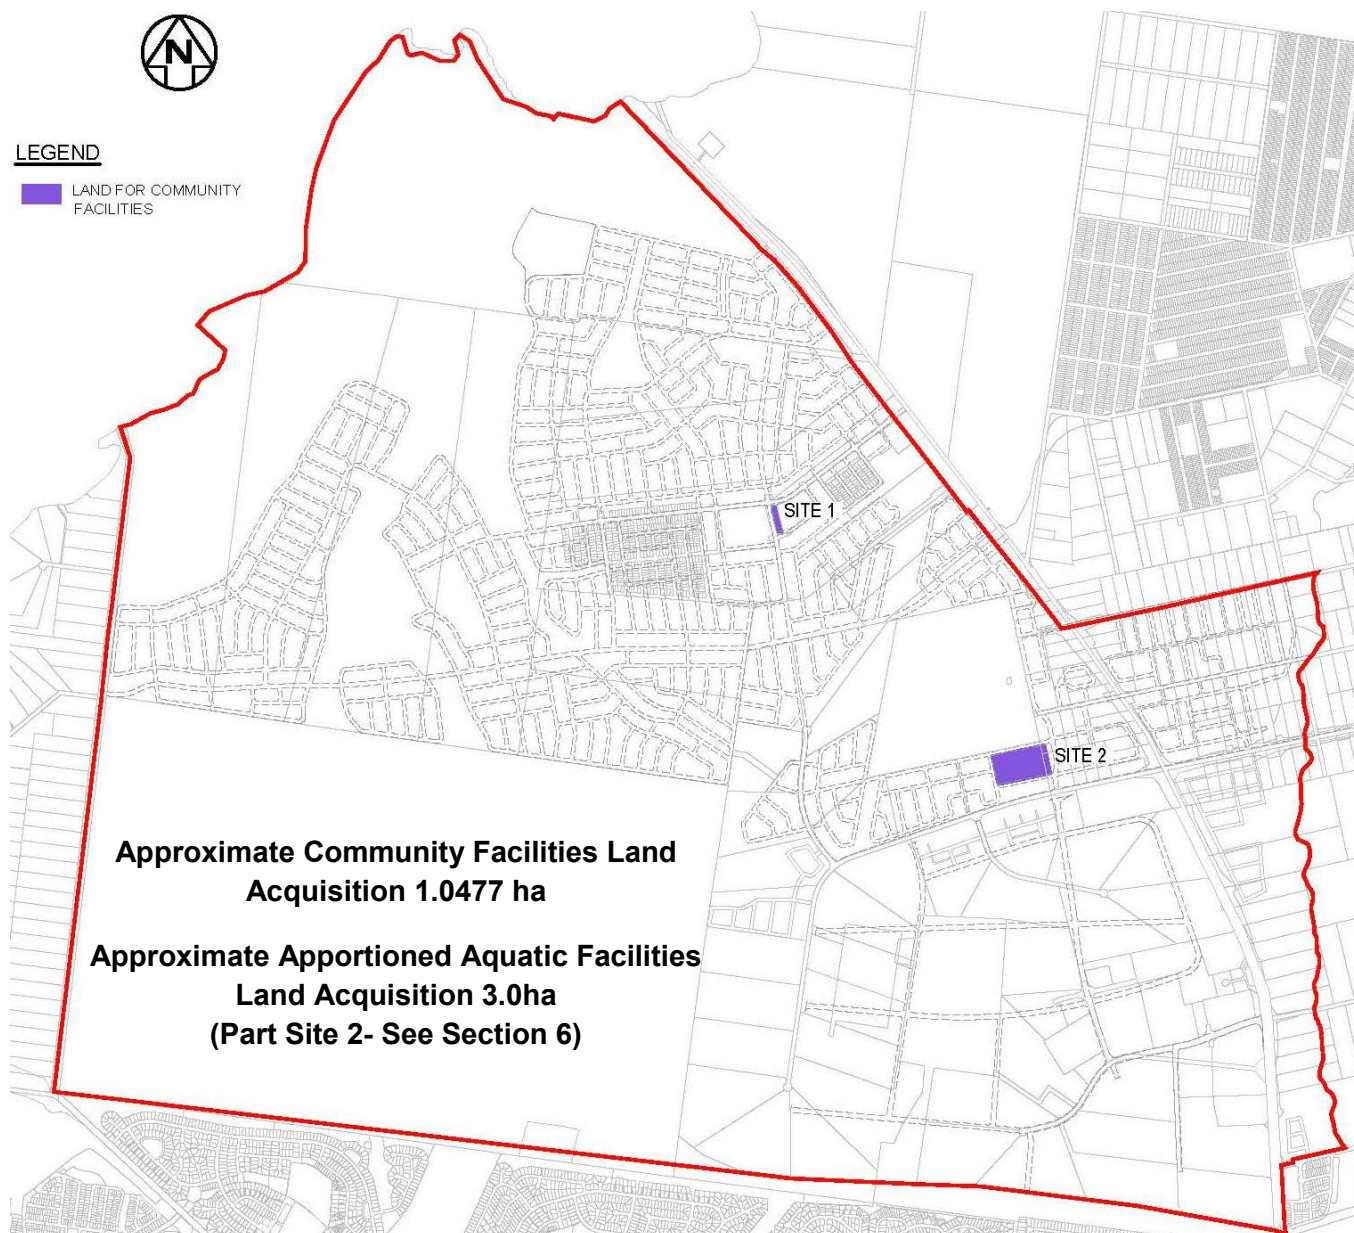 N
LEGEND
LAND FOR COMMUNITY
FACILITIES
SITE 1
SITE 2
Approximate Community Facilities Land
Acquisition 1.0477 ha
Approximate Apportioned Aquatic Facilities
Land Acquisition 3.0ha
(Part Site 2- See Section 6)